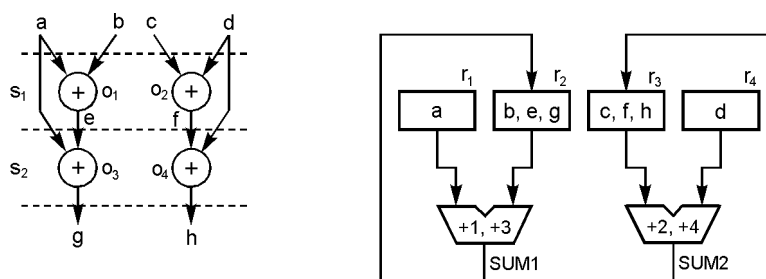 a b c d
s1 + o1 o2 +
e f
s2 + o3 o4 +
g h
r1 r2 r3 r4
a b, e, g c, f, h d
+1, +3 +2, +4
SUM1 SUM2